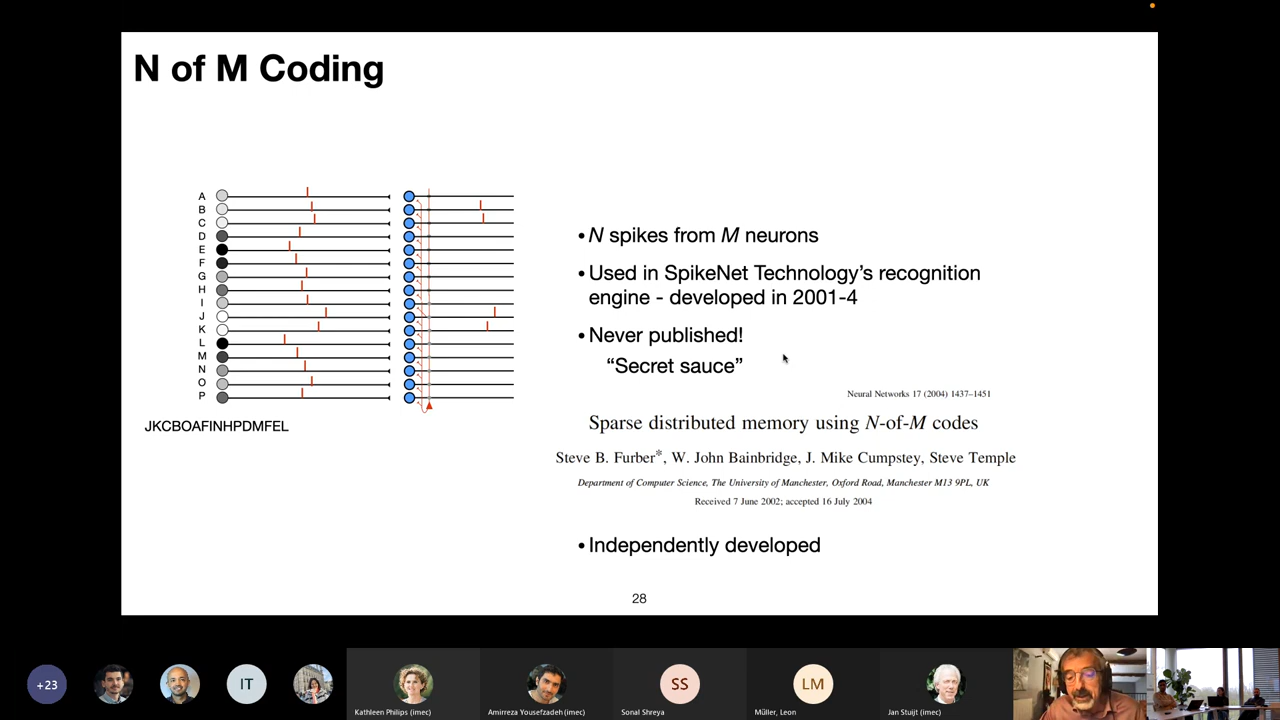 N of M Coding
A
B
C
D
E
F
G
H
I
J
K
L
M
N
O
P
JKCBOAFINHPDMFEL
•N spikes from M neurons
•Used in SpikeNet Technology’s recognition
engine - developed in 2001-4
•Never published!
“Secret sauce”
Neural Networks 17 (2004) 1437–1451
Sparse distributed memory using N-of-M codes
Steve B. Furber*, W. John Bainbridge, J. Mike Cumpstey, Steve Temple
Department of Computer Science, The University of Manchester, Oxford Road, Manchester M13 9PL, UK
Received 7 June 2002; accepted 16 July 2004
•Independently developed
28
+23
IT
SS
LM
Kathleen Philips (imec)
Amirreza Yousefzadeh (imec)
Sonal Shreya
Müller, Leon
Jan Stuijt (imec)